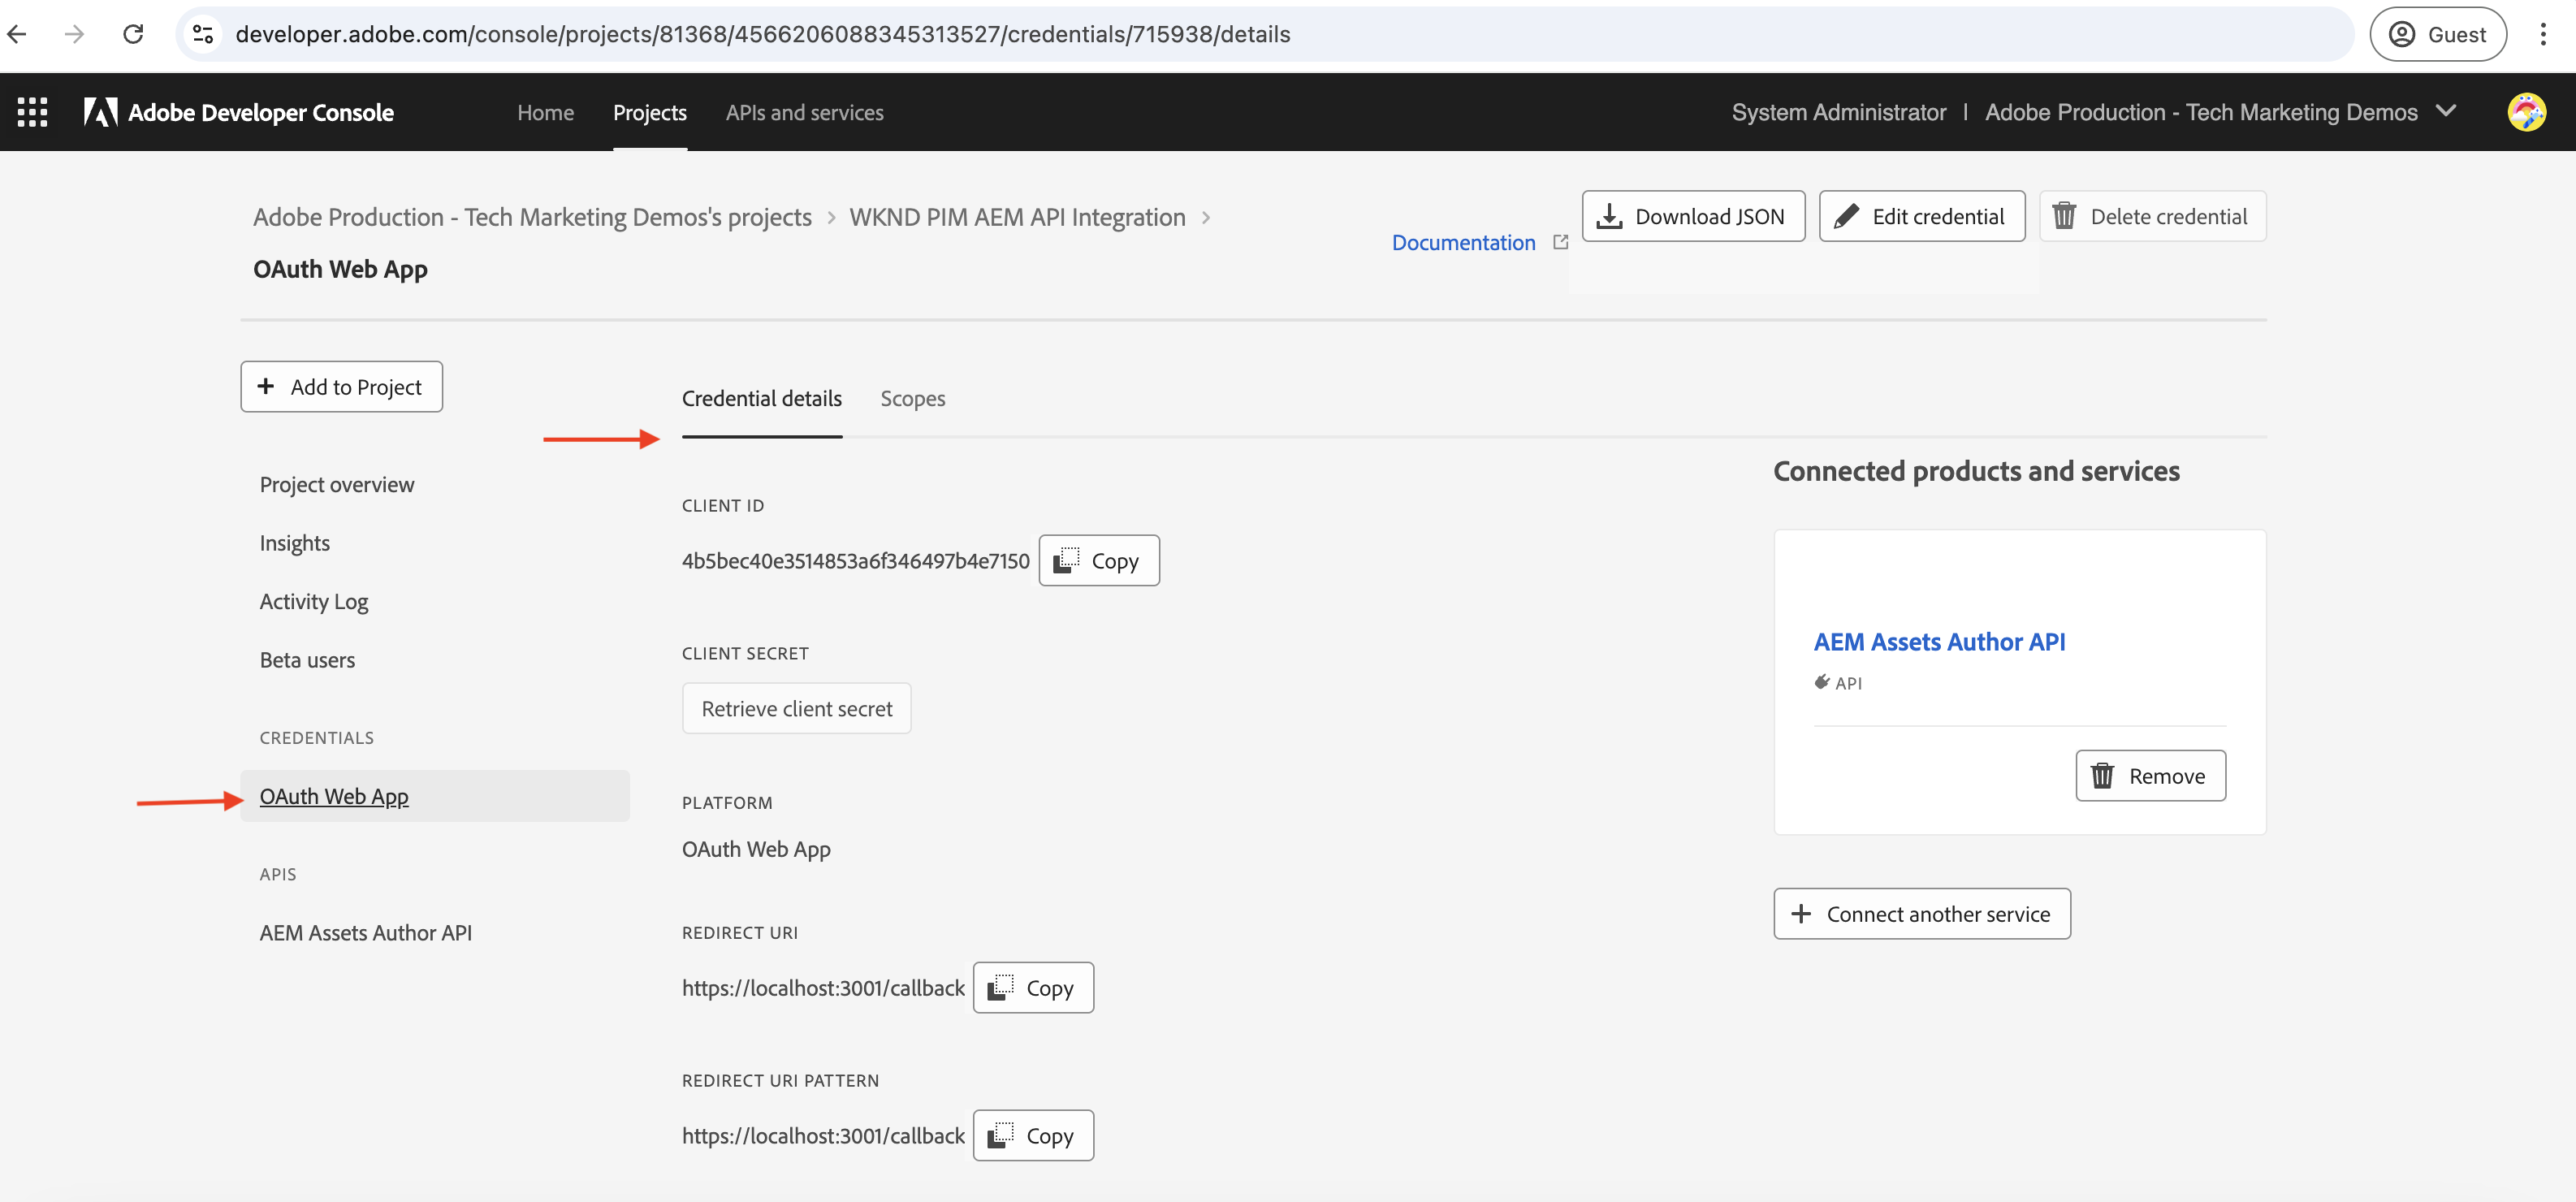 developer.adobe.com/console/projects/81368/4566206088345313527/credentials/715938/details
Guest
Adobe Developer Console
Home
Projects
APIs and services
System Administrator | Adobe Production - Tech Marketing Demos
Adobe Production - Tech Marketing Demos's projects > WKND PIM AEM API Integration >
OAuth Web App
Documentation
Download JSON
Edit credential
Delete credential
+ Add to Project
Project overview
Insights
Activity Log
Beta users
CREDENTIALS
OAuth Web App
APIS
AEM Assets Author API
Credential details
Scopes
CLIENT ID
4b5bec40e3514853a6f346497b4e7150
Copy
CLIENT SECRET
Retrieve client secret
PLATFORM
OAuth Web App
REDIRECT URI
https://localhost:3001/callback
Copy
REDIRECT URI PATTERN
https://localhost:3001/callback
Copy
Connected products and services
AEM Assets Author API
API
Remove
+ Connect another service